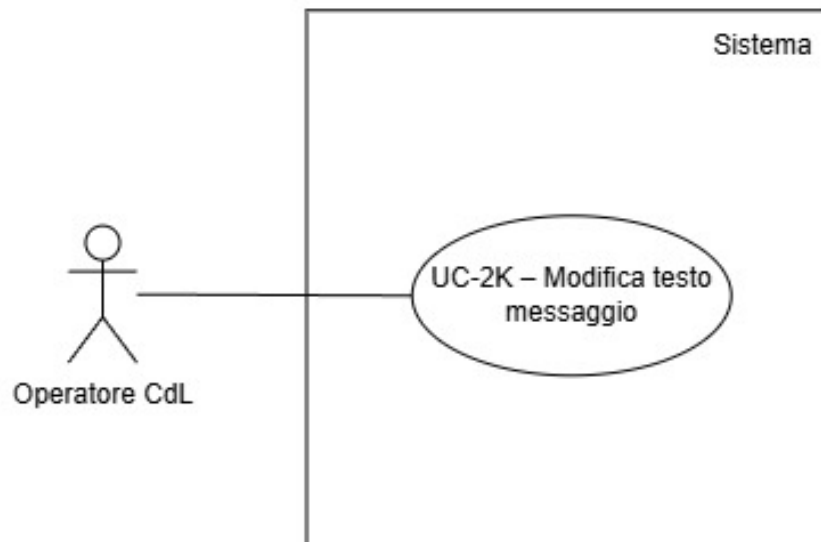 Sistema
UC-2K – Modifica testo
messaggio
Operatore CdL